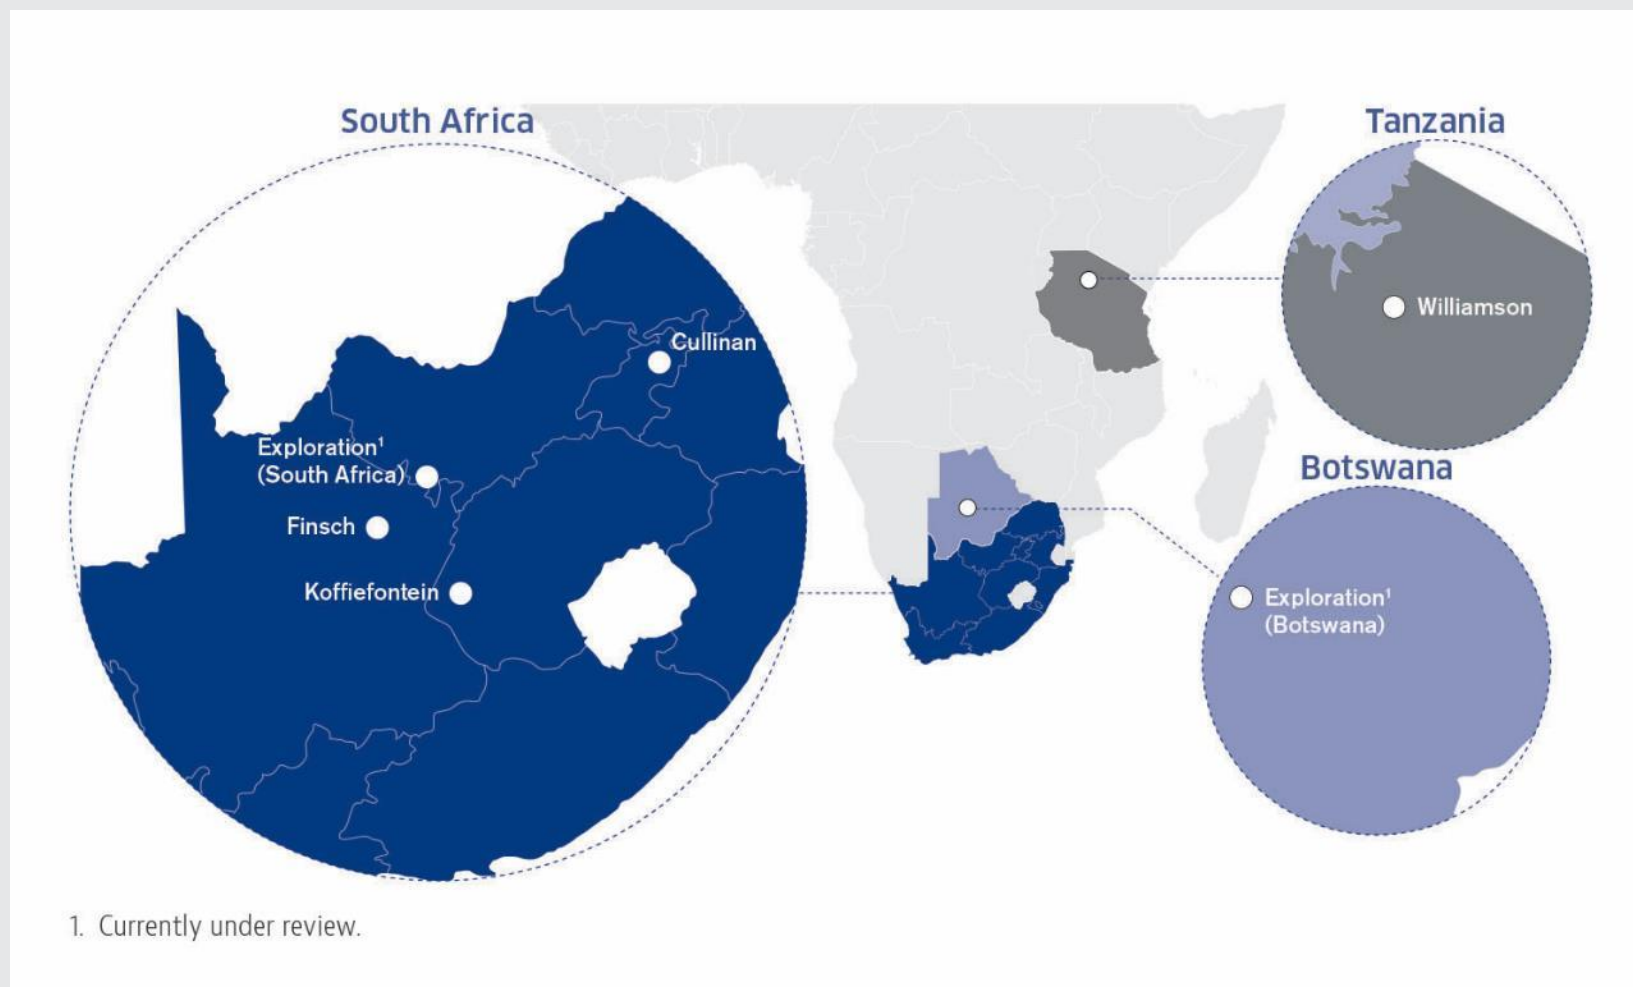 South Africa
Tanzania
Cullinan
Williamson
Exploration¹
(South Africa)
Finsch
Koffiefontein
Botswana
Exploration¹
(Botswana)
1. Currently under review.